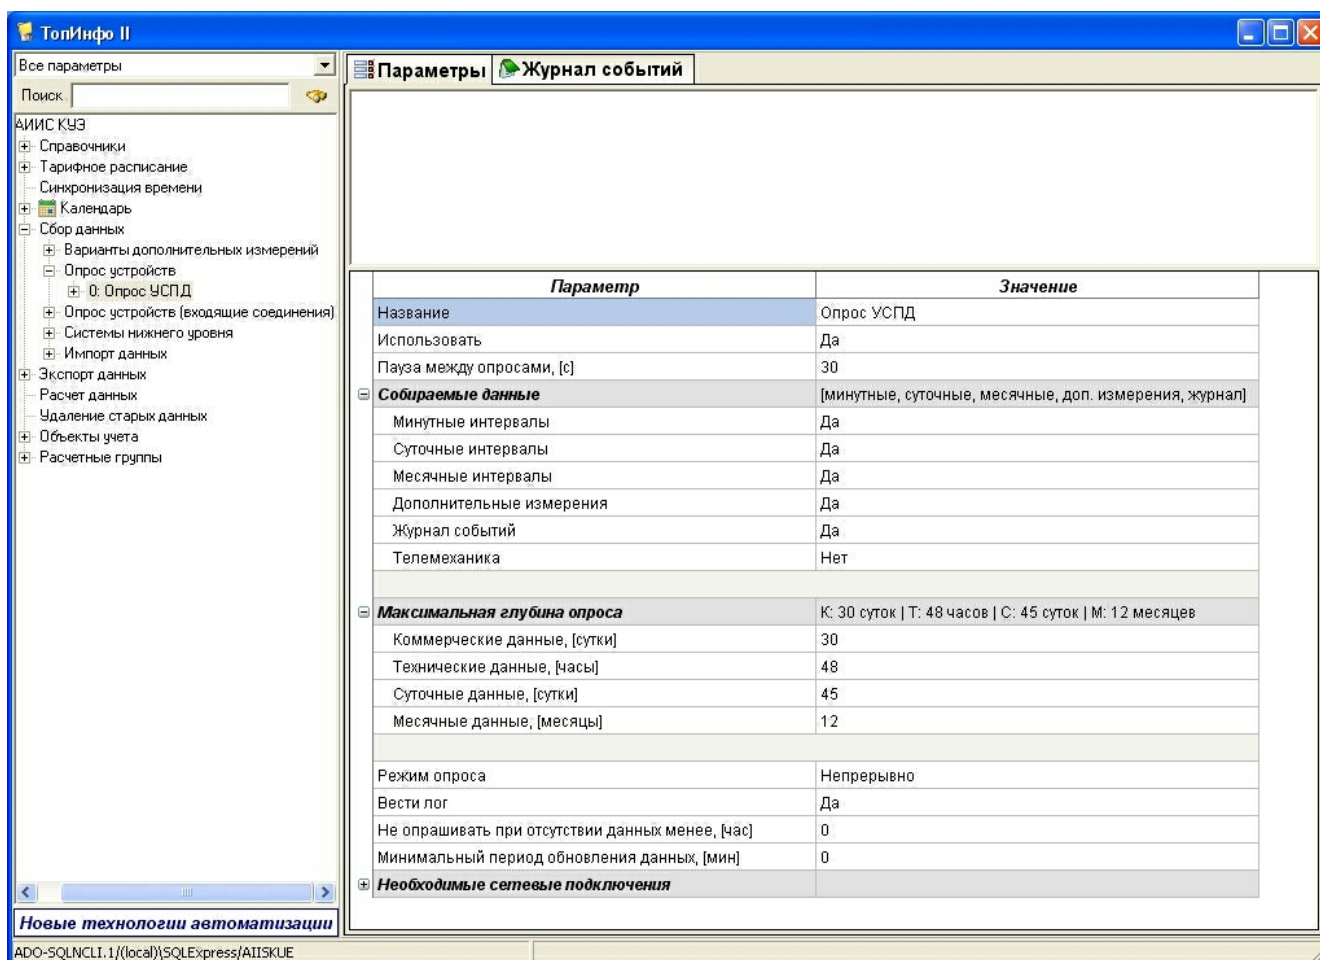 ТопИнфо II
Все параметры
Поиск
АИИС КУЭ
Справочники
Тарифное расписание
Синхронизация времени
Календарь
Сбор данных
Варианты дополнительных измерений
Опрос устройств
0: Опрос УСПД
Опрос устройств (входящие соединения)
Системы нижнего уровня
Импорт данных
Экспорт данных
Расчет данных
Удаление старых данных
Объекты учета
Расчетные группы
Новые технологии автоматизации
Параметры Журнал событий
Параметр Значение
Название Опрос УСПД
Использовать Да
Пауза между опросами, [с] 30
Собираемые данные [минутные, суточные, месячные, доп. измерения, журнал]
Минутные интервалы Да
Суточные интервалы Да
Месячные интервалы Да
Дополнительные измерения Да
Журнал событий Да
Телемеханика Нет
Максимальная глубина опроса К: 30 суток | Т: 48 часов | С: 45 суток | М: 12 месяцев
Коммерческие данные, [сутки] 30
Технические данные, [часы] 48
Суточные данные, [сутки] 45
Месячные данные, [месяцы] 12
Режим опроса Непрерывно
Вести лог Да
Не опрашивать при отсутствии данных менее, [час] 0
Минимальный период обновления данных, [мин] 0
Необходимые сетевые подключения
ADO-SQLNCLI.1/(local)\SQLExpress/AIISKUE